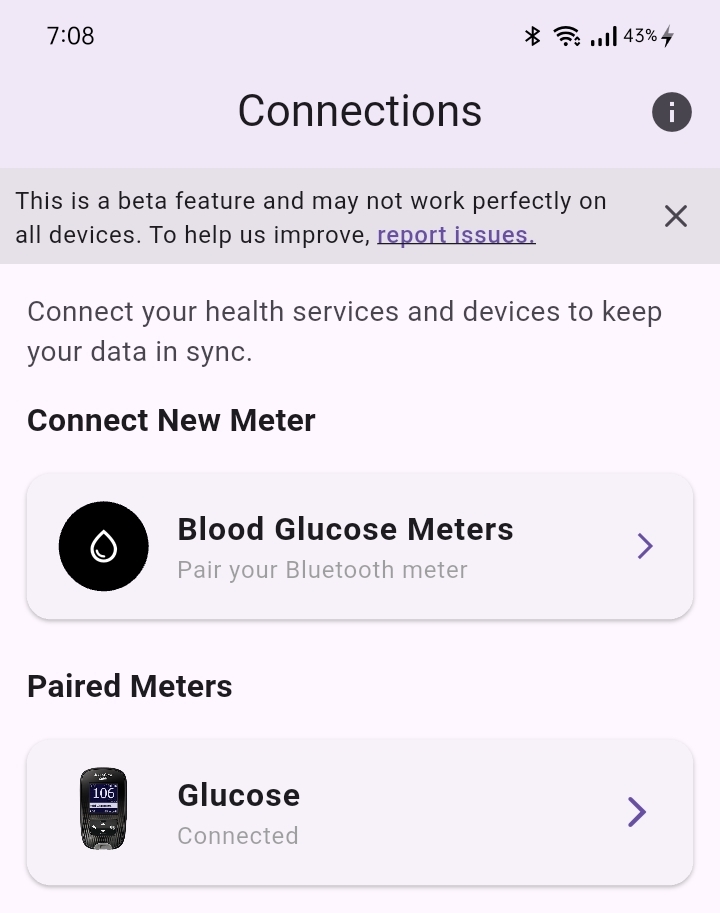 7:08
43%
Connections
This is a beta feature and may not work perfectly on
all devices. To help us improve, report issues.
Connect your health services and devices to keep
your data in sync.
Connect New Meter
Blood Glucose Meters
Pair your Bluetooth meter
Paired Meters
106
Glucose
Connected